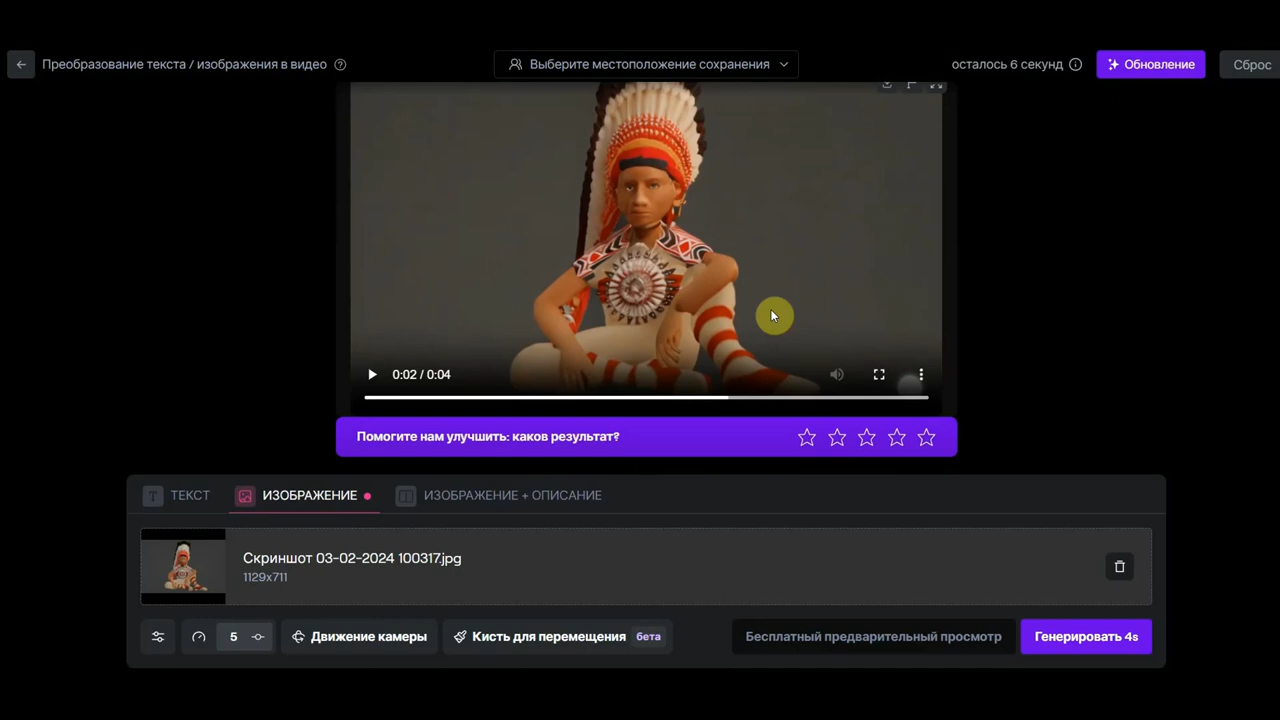 Преобразование текста / изображения в видео
Выберите местоположение сохранения
осталось 6 секунд
Обновление
Сброс
0:02 / 0:04
Помогите нам улучшить: каков результат?
T ТЕКСТ
ИЗОБРАЖЕНИЕ
ИЗОБРАЖЕНИЕ + ОПИСАНИЕ
Скриншот 03-02-2024 100317.jpg
1129x711
5
Движение камеры
Кисть для перемещения бета
Бесплатный предварительный просмотр
Генерировать 4s